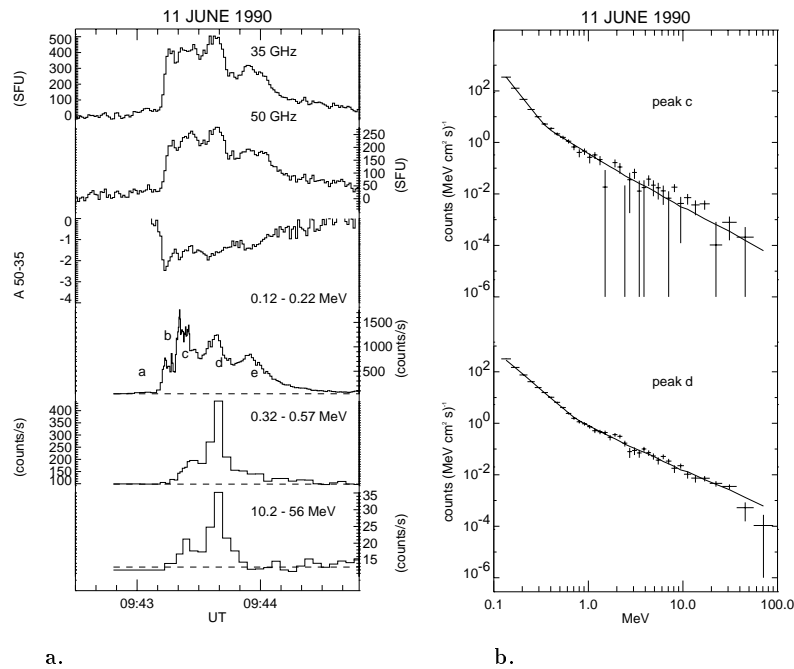 11 JUNE 1990
35 GHz
500
400
300
200
100
0
(SFU)
50 GHz
250
200
150
100
50
0
(SFU)
0
-1
-2
-3
-4
A 50-35
0.12 - 0.22 MeV
1500
1000
500
(counts/s)
a
b
c
d
e
0.32 - 0.57 MeV
400
350
300
250
200
150
100
(counts/s)
10.2 - 56 MeV
35
30
25
20
15
(counts/s)
09:43 09:44
UT
a.
11 JUNE 1990
peak c
10²
10⁰
10⁻²
10⁻⁴
10⁻⁶
counts (MeV cm² s)⁻¹
peak d
10²
10⁰
10⁻²
10⁻⁴
10⁻⁶
counts (MeV cm² s)⁻¹
0.1 1.0 10.0 100.0
MeV
b.